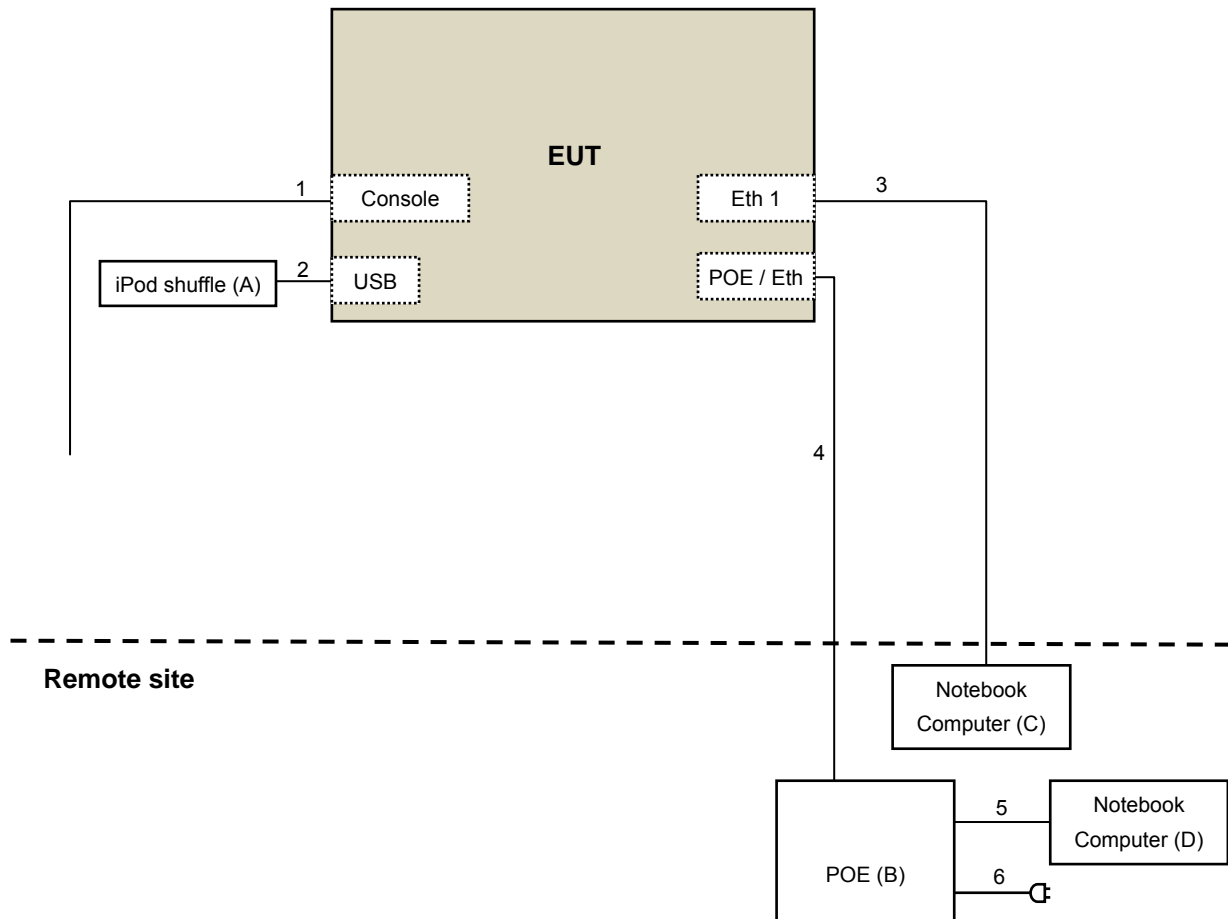 EUT
1
Console
Eth 1
3
iPod shuffle (A)
2
USB
POE / Eth
4
Remote site
Notebook
Computer (C)
POE (B)
5
Notebook
Computer (D)
6